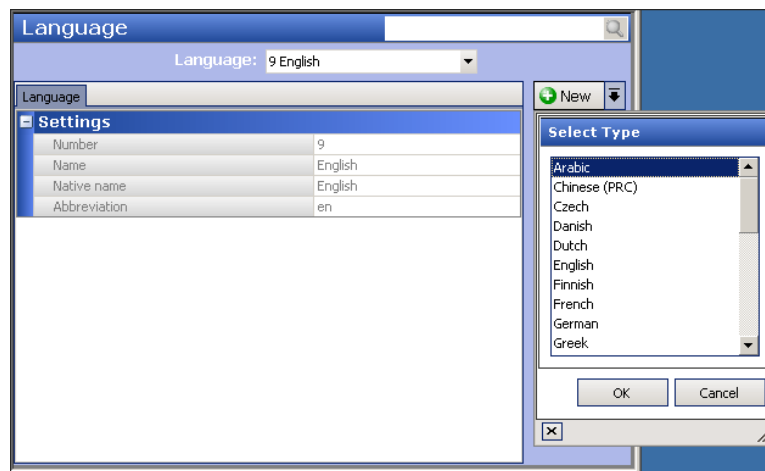 Language
Language: 9 English
Language
New
Settings
Number 9
Name English
Native name English
Abbreviation en
Select Type
Arabic
Chinese (PRC)
Czech
Danish
Dutch
English
Finnish
French
German
Greek
OK Cancel